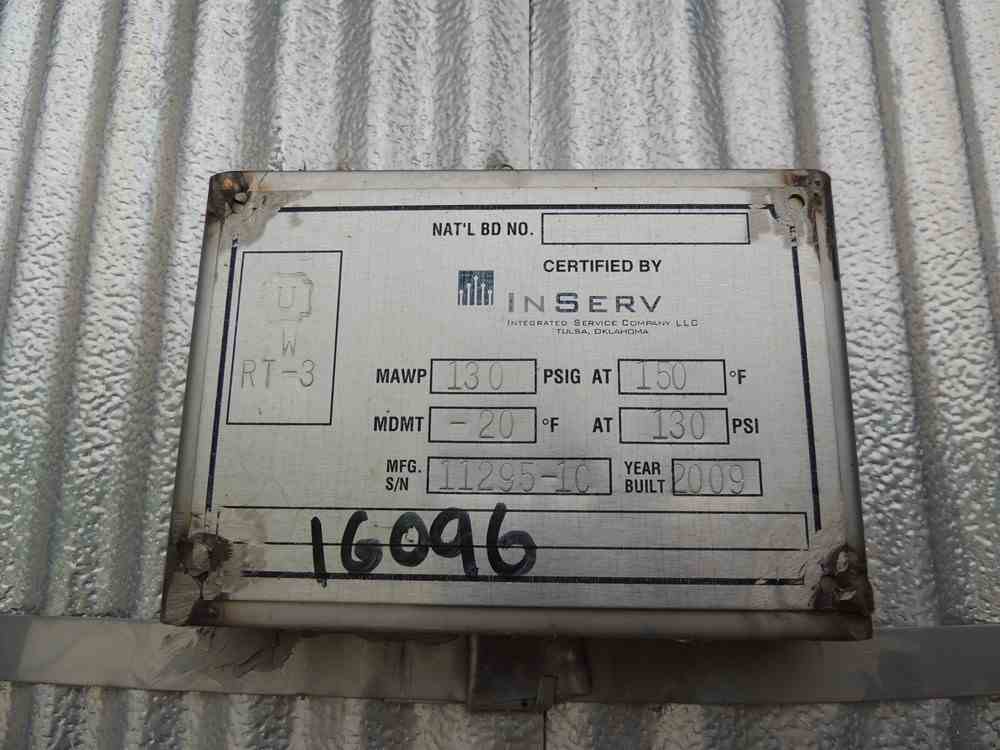 NAT'L BD NO.
CERTIFIED BY
INSERV
INTEGRATED SERVICE COMPANY LLC
TULSA, OKLAHOMA
U
W
RT-3
MAWP 130 PSIG AT 150 °F
MDMT -20 °F AT 130 PSI
MFG. S/N 11295-1C YEAR BUILT 2009
16096